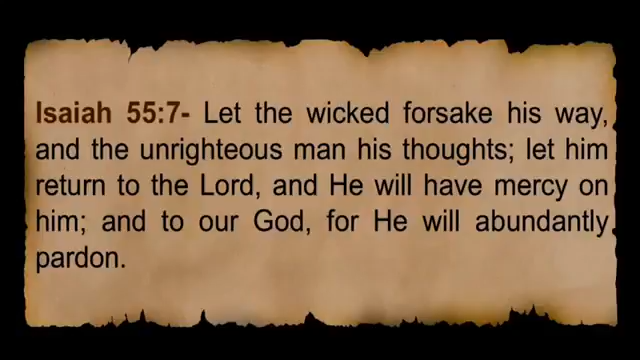 Isaiah 55:7- Let the wicked forsake his way,
and the unrighteous man his thoughts; let him
return to the Lord, and He will have mercy on
him; and to our God, for He will abundantly
pardon.